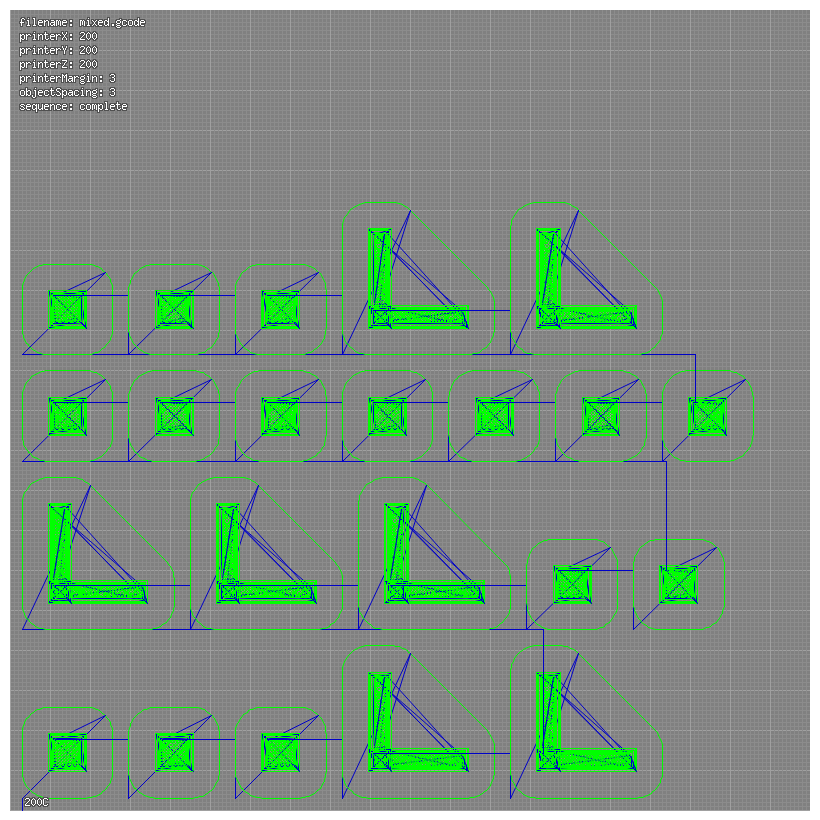 filename: mixed.gcode
printerX: 200
printerY: 200
printerZ: 200
printerMargin: 3
objectSpacing: 3
sequence: complete
200C